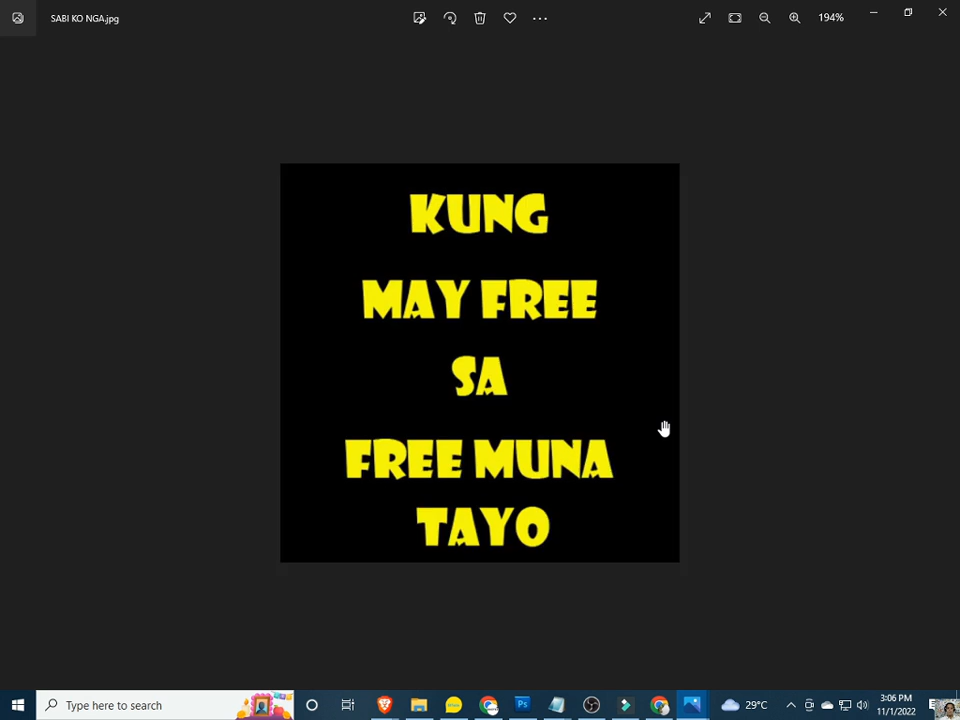 SABI KO NGA.jpg
194%
KUNG
MAY FREE
SA
FREE MUNA
TAYO
Type here to search
Ps
29°C
3:06 PM
11/1/2022